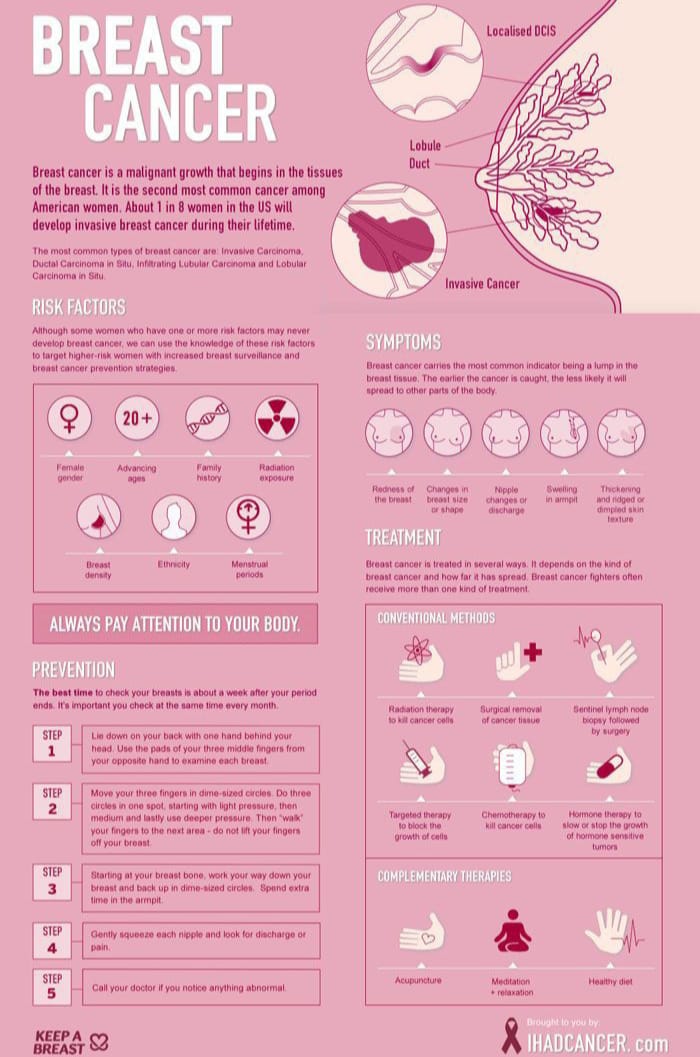 BREAST
CANCER
Localised DCIS
Lobule
Duct
Invasive Cancer
Breast cancer is a malignant growth that begins in the tissues
of the breast. It is the second most common cancer among
American women. About 1 in 8 women in the US will
develop invasive breast cancer during their lifetime.
The most common types of breast cancer are: Invasive Carcinoma,
Ductal Carcinoma in Situ, Infiltrating Lubular Carcinoma and Lobular
Carcinoma in Situ.
RISK FACTORS
Although some women who have one or more risk factors may never
develop breast cancer, we can use the knowledge of these risk factors
to target higher-risk women with increased breast surveillance and
breast cancer prevention strategies.
20+
Female
gender
Advancing
ages
Family
history
Radiation
exposure
Breast
density
Ethnicity
Menstrual
periods
ALWAYS PAY ATTENTION TO YOUR BODY.
PREVENTION
The best time to check your breasts is about a week after your period
ends. It's important you check at the same time every month.
STEP
1
Lie down on your back with one hand behind your
head. Use the pads of your three middle fingers from
your opposite hand to examine each breast.
STEP
2
Move your three fingers in dime-sized circles. Do three
circles in one spot, starting with light pressure, then
medium and lastly use deeper pressure. Then "walk"
your fingers to the next area - do not lift your fingers
off your breast.
STEP
3
Starting at your breast bone, work your way down your
breast and back up in dime-sized circles. Spend extra
time in the armpit.
STEP
4
Gently squeeze each nipple and look for discharge or
pain.
STEP
5
Call your doctor if you notice anything abnormal.
KEEP A
BREAST
SYMPTOMS
Breast cancer carries the most common indicator being a lump in the
breast tissue. The earlier the cancer is caught, the less likely it will
spread to other parts of the body.
Redness of
the breast
Changes in
breast size
or shape
Nipple
changes or
discharge
Swelling
in armpit
Thickening
and ridged or
dimpled skin
texture
TREATMENT
Breast cancer is treated in several ways. It depends on the kind of
breast cancer and how far it has spread. Breast cancer fighters often
receive more than one kind of treatment.
CONVENTIONAL METHODS
Radiation therapy
to kill cancer cells
Surgical removal
of cancer tissue
Sentinel lymph node
biopsy followed
by surgery
Targeted therapy
to block the
growth of cells
Chemotherapy to
kill cancer cells
Hormone therapy to
slow or stop the growth
of hormone sensitive
tumors
COMPLEMENTARY THERAPIES
Acupuncture
Meditation
+ relaxation
Healthy diet
Brought to you by:
IHADCANCER.com